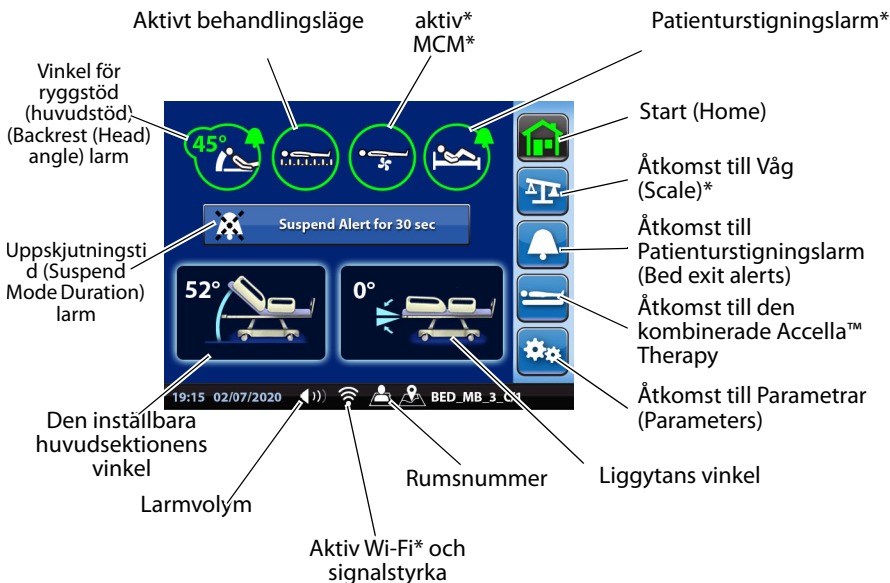 Aktivt behandlingsläge
aktiv*
MCM*
Patienturstigningslarm*
Vinkel för
ryggstöd
(huvudstöd)
(Backrest (Head)
angle) larm
45°
Start (Home)
Åtkomst till Våg
(Scale)*
Suspend Alert for 30 sec
Åtkomst till
Patienturstigningslarm
(Bed exit alerts)
Uppskjutningsti
d (Suspend
Mode Duration)
larm
52°
0°
Åtkomst till den
kombinerade Accella™
Therapy
Åtkomst till Parametrar
(Parameters)
19:15 02/07/2020
BED_MB_3_
Den inställbara
huvudsektionens
vinkel
Larmvolym
Aktiv Wi-Fi* och
signalstyrka
Rumsnummer
Liggytans vinkel